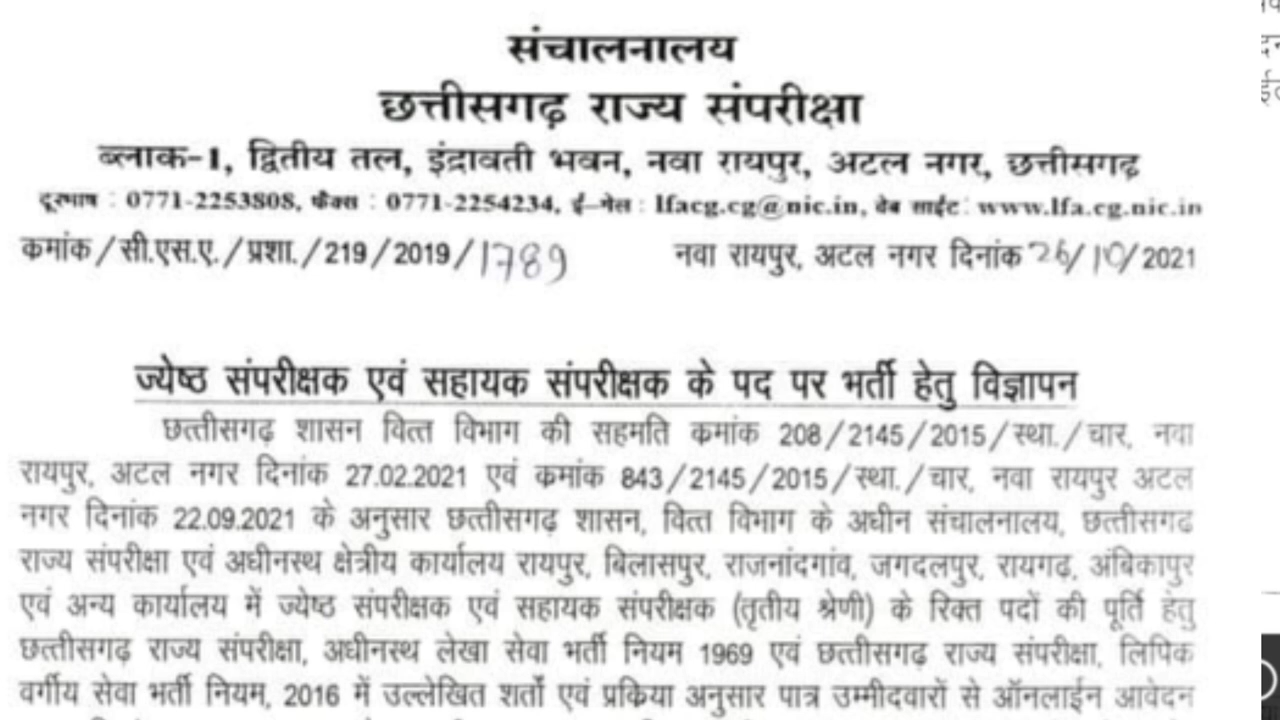 संचालनालय
छत्तीसगढ़ राज्य संपरीक्षा
ब्लाक-1, द्वितीय तल, इंद्रावती भवन, नवा रायपुर, अटल नगर, छत्तीसगढ़
दूरभाष : 0771-2253808, फैक्स : 0771-2254234, ई-मेल : lfacg.cg@nic.in, वेब साईट: www.lfa.cg.nic.in
कमांक/सी.एस.ए./प्रशा./219/2019/1789 नवा रायपुर, अटल नगर दिनांक 26/10/2021
ज्येष्ठ संपरीक्षक एवं सहायक संपरीक्षक के पद पर भर्ती हेतु विज्ञापन
छत्तीसगढ़ शासन वित्त विभाग की सहमति कमांक 208/2145/2015/स्था./चार, नवा
रायपुर, अटल नगर दिनांक 27.02.2021 एवं कमांक 843/2145/2015/स्था./चार, नवा रायपुर अटल
नगर दिनांक 22.09.2021 के अनुसार छत्तीसगढ़ शासन, वित्त विभाग के अधीन संचालनालय, छत्तीसगढ
राज्य संपरीक्षा एवं अधीनस्थ क्षेत्रीय कार्यालय रायपुर, बिलासपुर, राजनांदगांव, जगदलपुर, रायगढ़, अंबिकापुर
एवं अन्य कार्यालय में ज्येष्ठ संपरीक्षक एवं सहायक संपरीक्षक (तृतीय श्रेणी) के रिक्त पदों की पूर्ति हेतु
छत्तीसगढ़ राज्य संपरीक्षा, अधीनस्थ लेखा सेवा भर्ती नियम 1969 एवं छत्तीसगढ़ राज्य संपरीक्षा, लिपिक
वर्गीय सेवा भर्ती नियम, 2016 में उल्लेखित शर्तों एवं प्रकिया अनुसार पात्र उम्मीदवारों से ऑनलाईन आवेदन